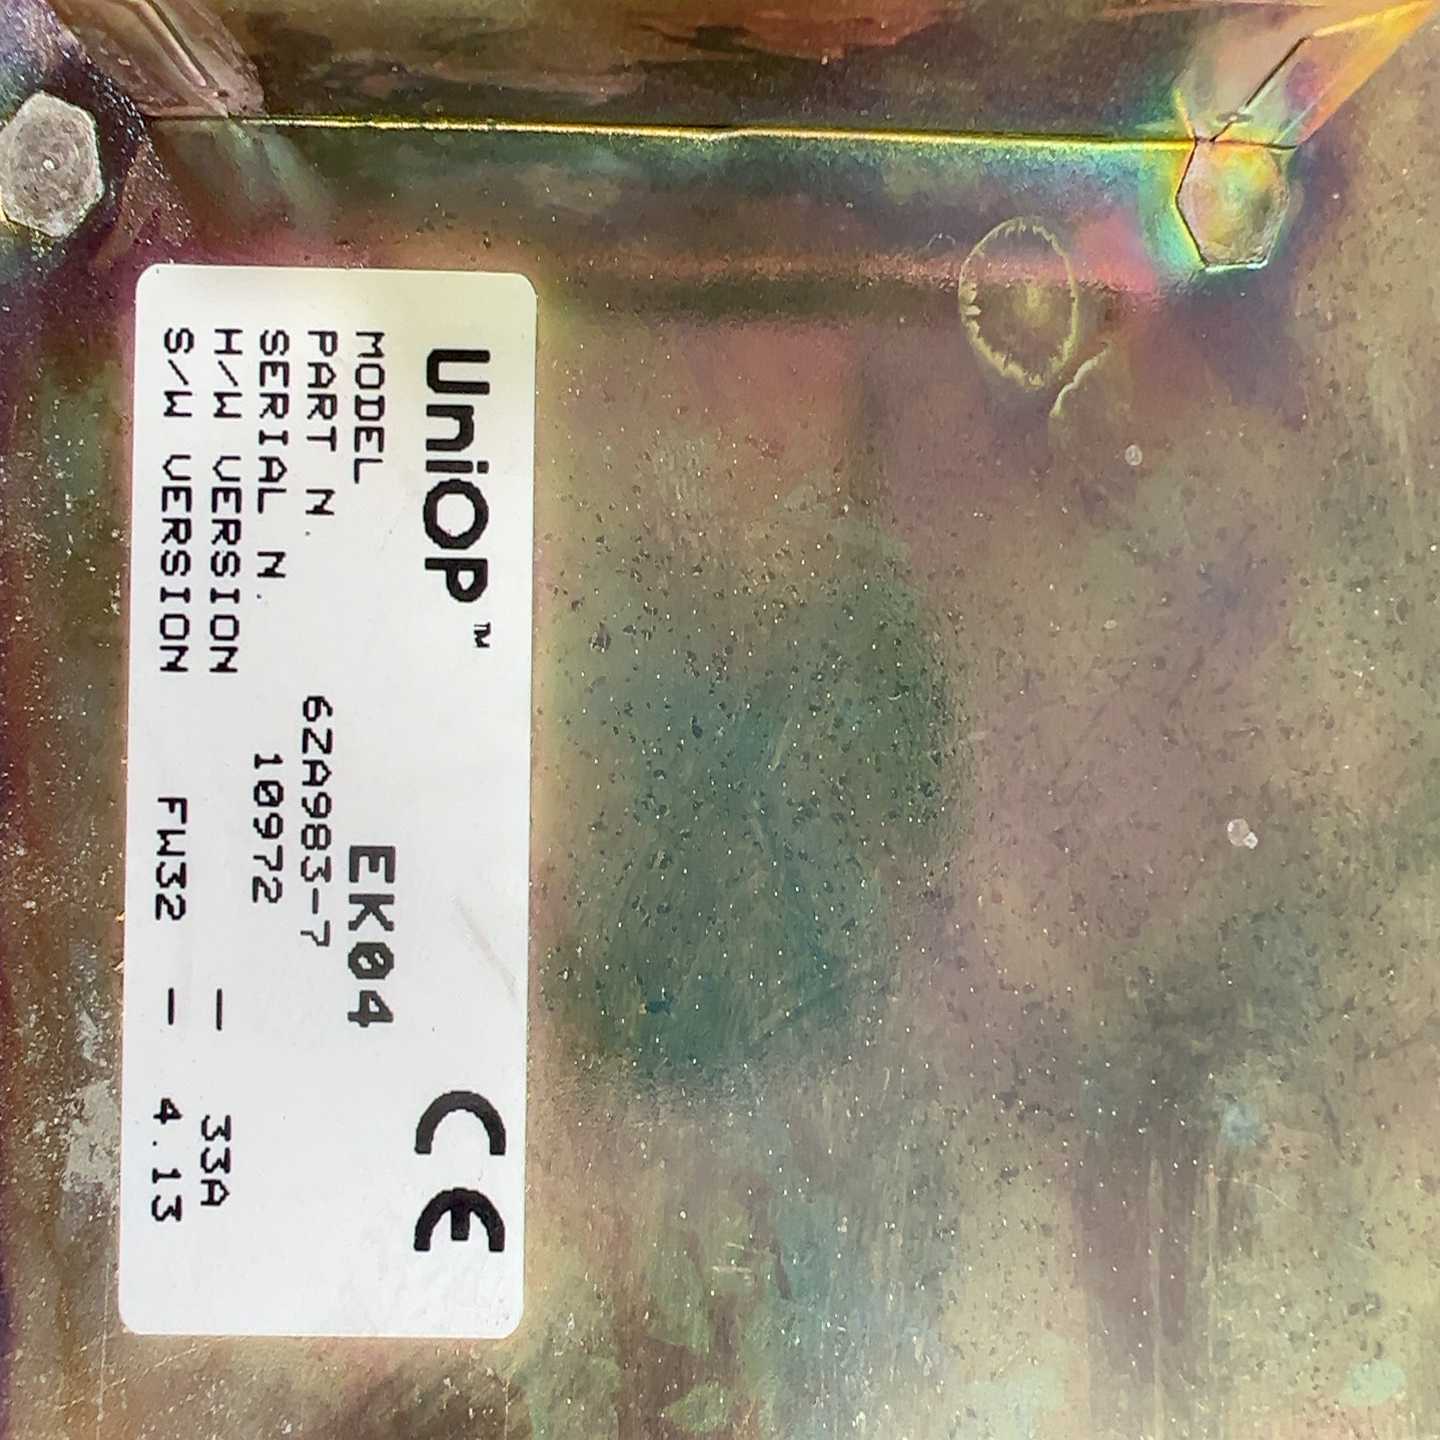 UniOP™
CE
MODEL EK04
PART N. 6ZA983-7
SERIAL N. 10972
H/W VERSION – 33A
S/W VERSION FW32 – 4.13